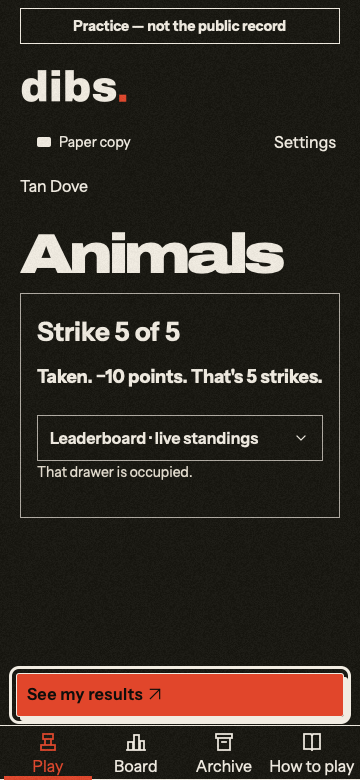 Practice — not the public record
dibs.
Paper copy
Settings
Tan Dove
Animals
Strike 5 of 5
Taken. −10 points. That's 5 strikes.
Leaderboard · live standings
That drawer is occupied.
See my results
Play
Board
Archive
How to play